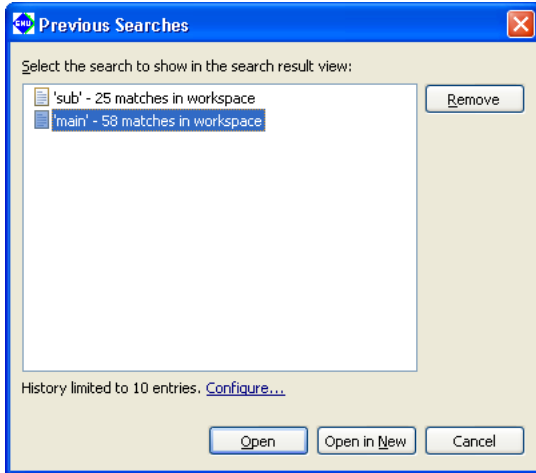 GNU
Previous Searches
Select the search to show in the search result view:
'sub' - 25 matches in workspace
'main' - 58 matches in workspace
Remove
History limited to 10 entries. Configure...
Open
Open in New
Cancel